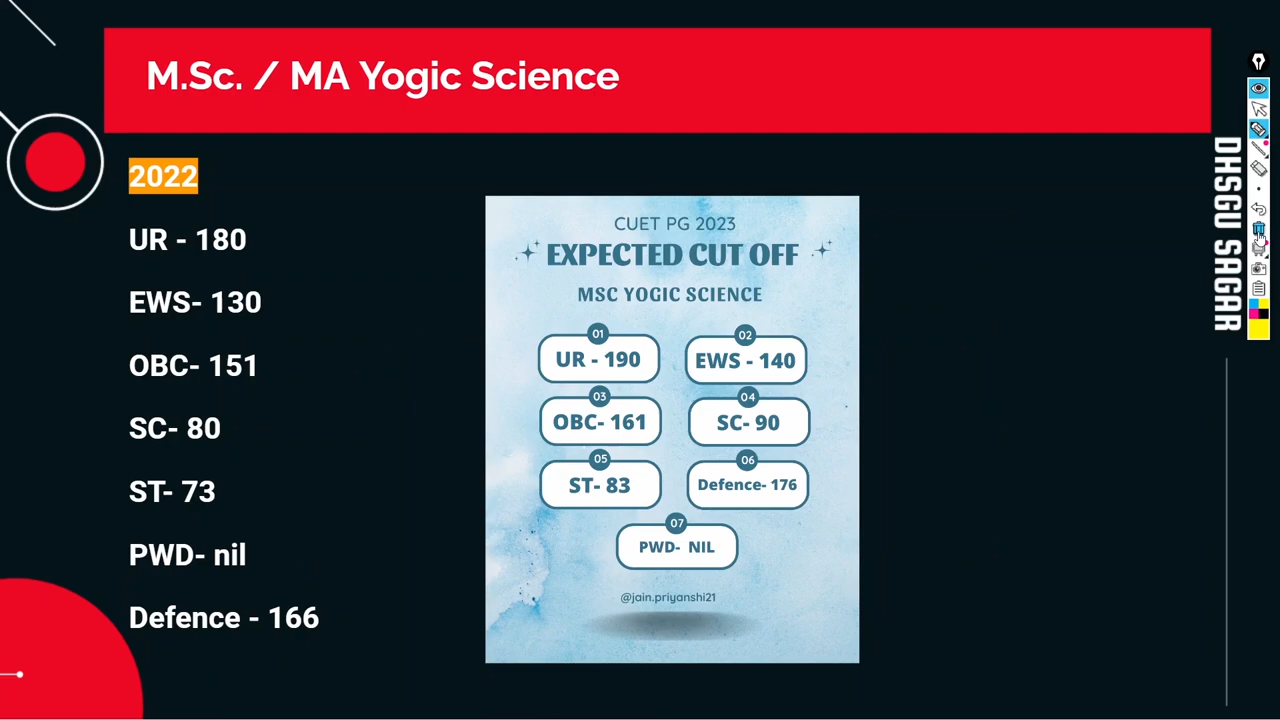 M.Sc. / MA Yogic Science
2022
UR - 180
EWS- 130
OBC- 151
SC- 80
ST- 73
PWD- nil
Defence - 166
CUET PG 2023
EXPECTED CUT OFF
MSC YOGIC SCIENCE
01
UR - 190
02
EWS - 140
03
OBC- 161
04
SC- 90
05
ST- 83
06
Defence- 176
07
PWD- NIL
@jain.priyanshi21
DHSGU SAGAR